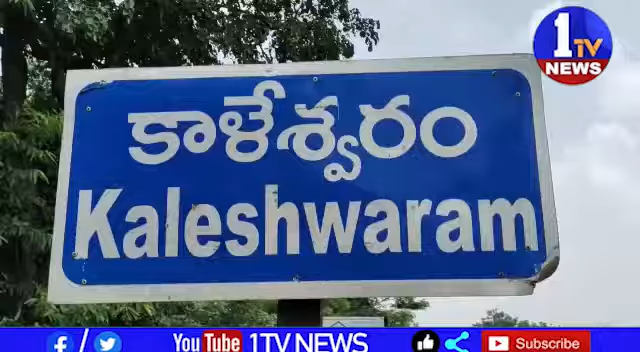 1TV
NEWS
కాళేశ్వరం
Kaleshwaram
f / YouTube 1TV NEWS Subscribe